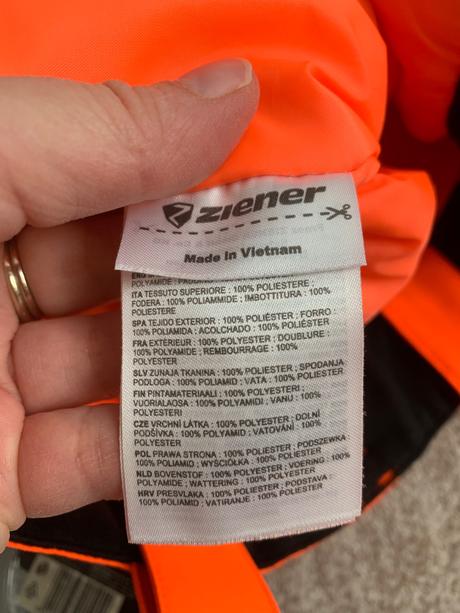 ziener
Made in Vietnam
POLYAMIDE
ITA TESSUTO SUPERIORE : 100% POLIESTERE ;
FODERA : 100% POLIAMMIDE ; IMBOTTITURA : 100%
POLIESTERE
SPA TEJIDO EXTERIOR : 100% POLIÉSTER ; FORRO :
100% POLIAMIDA ; ACOLCHADO : 100% POLIÉSTER
FRA EXTÉRIEUR : 100% POLYESTER ; DOUBLURE :
100% POLYAMIDE ; REMBOURRAGE : 100%
POLYESTER
SLV ZUNAJA TKANINA : 100% POLIESTER ; SPODANJA
PODLOGA : 100% POLIAMID ; VATA : 100% POLIESTER
FIN PINTAMATERIAALI : 100% POLYESTERI ;
VUORIALAOSA : 100% POLYAMIDI ; VANU : 100%
POLYESTERI
CZE VRCHNÍ LÁTKA : 100% POLYESTER ; DOLNÍ
PODŠÍVKA : 100% POLYAMID ; VATOVÁNÍ : 100%
POLYESTER
POL PRAWA STRONA : 100% POLIESTER ; PODSZEWKA
: 100% POLIAMID ; WYŚCIÓŁKA : 100% POLIESTER
NLD BOVENSTOF : 100% POLYESTER ; VOERING : 100%
POLYAMIDE ; WATTERING : 100% POLYESTER
HRV PRESVLAKA : 100% POLIESTER ; PODSTAVA :
100% POLIAMID ; VATIRANJE : 100% POLIESTER